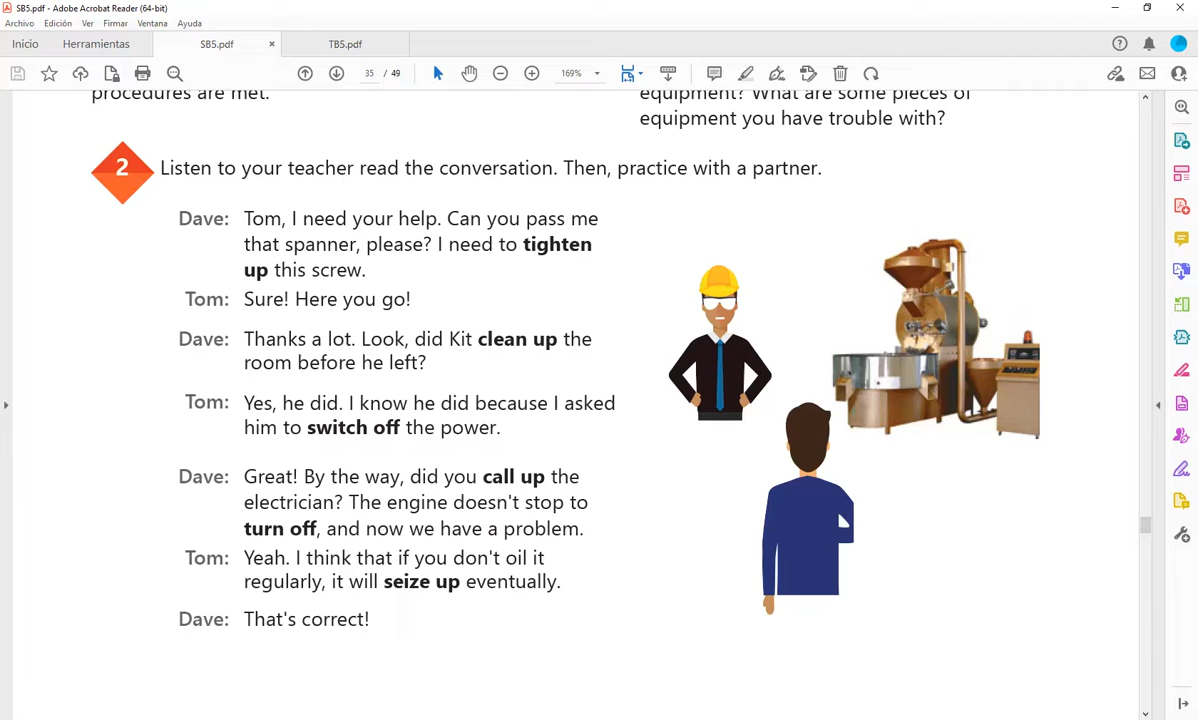 SB5.pdf - Adobe Acrobat Reader (64-bit)
Archivo Edición Ver Firmar Ventana Ayuda
Inicio Herramientas SB5.pdf × TB5.pdf
35 / 49 169%
procedures are met.
equipment? What are some pieces of
equipment you have trouble with?
2 Listen to your teacher read the conversation. Then, practice with a partner.
Dave: Tom, I need your help. Can you pass me
that spanner, please? I need to tighten
up this screw.
Tom: Sure! Here you go!
Dave: Thanks a lot. Look, did Kit clean up the
room before he left?
Tom: Yes, he did. I know he did because I asked
him to switch off the power.
Dave: Great! By the way, did you call up the
electrician? The engine doesn't stop to
turn off, and now we have a problem.
Tom: Yeah. I think that if you don't oil it
regularly, it will seize up eventually.
Dave: That's correct!